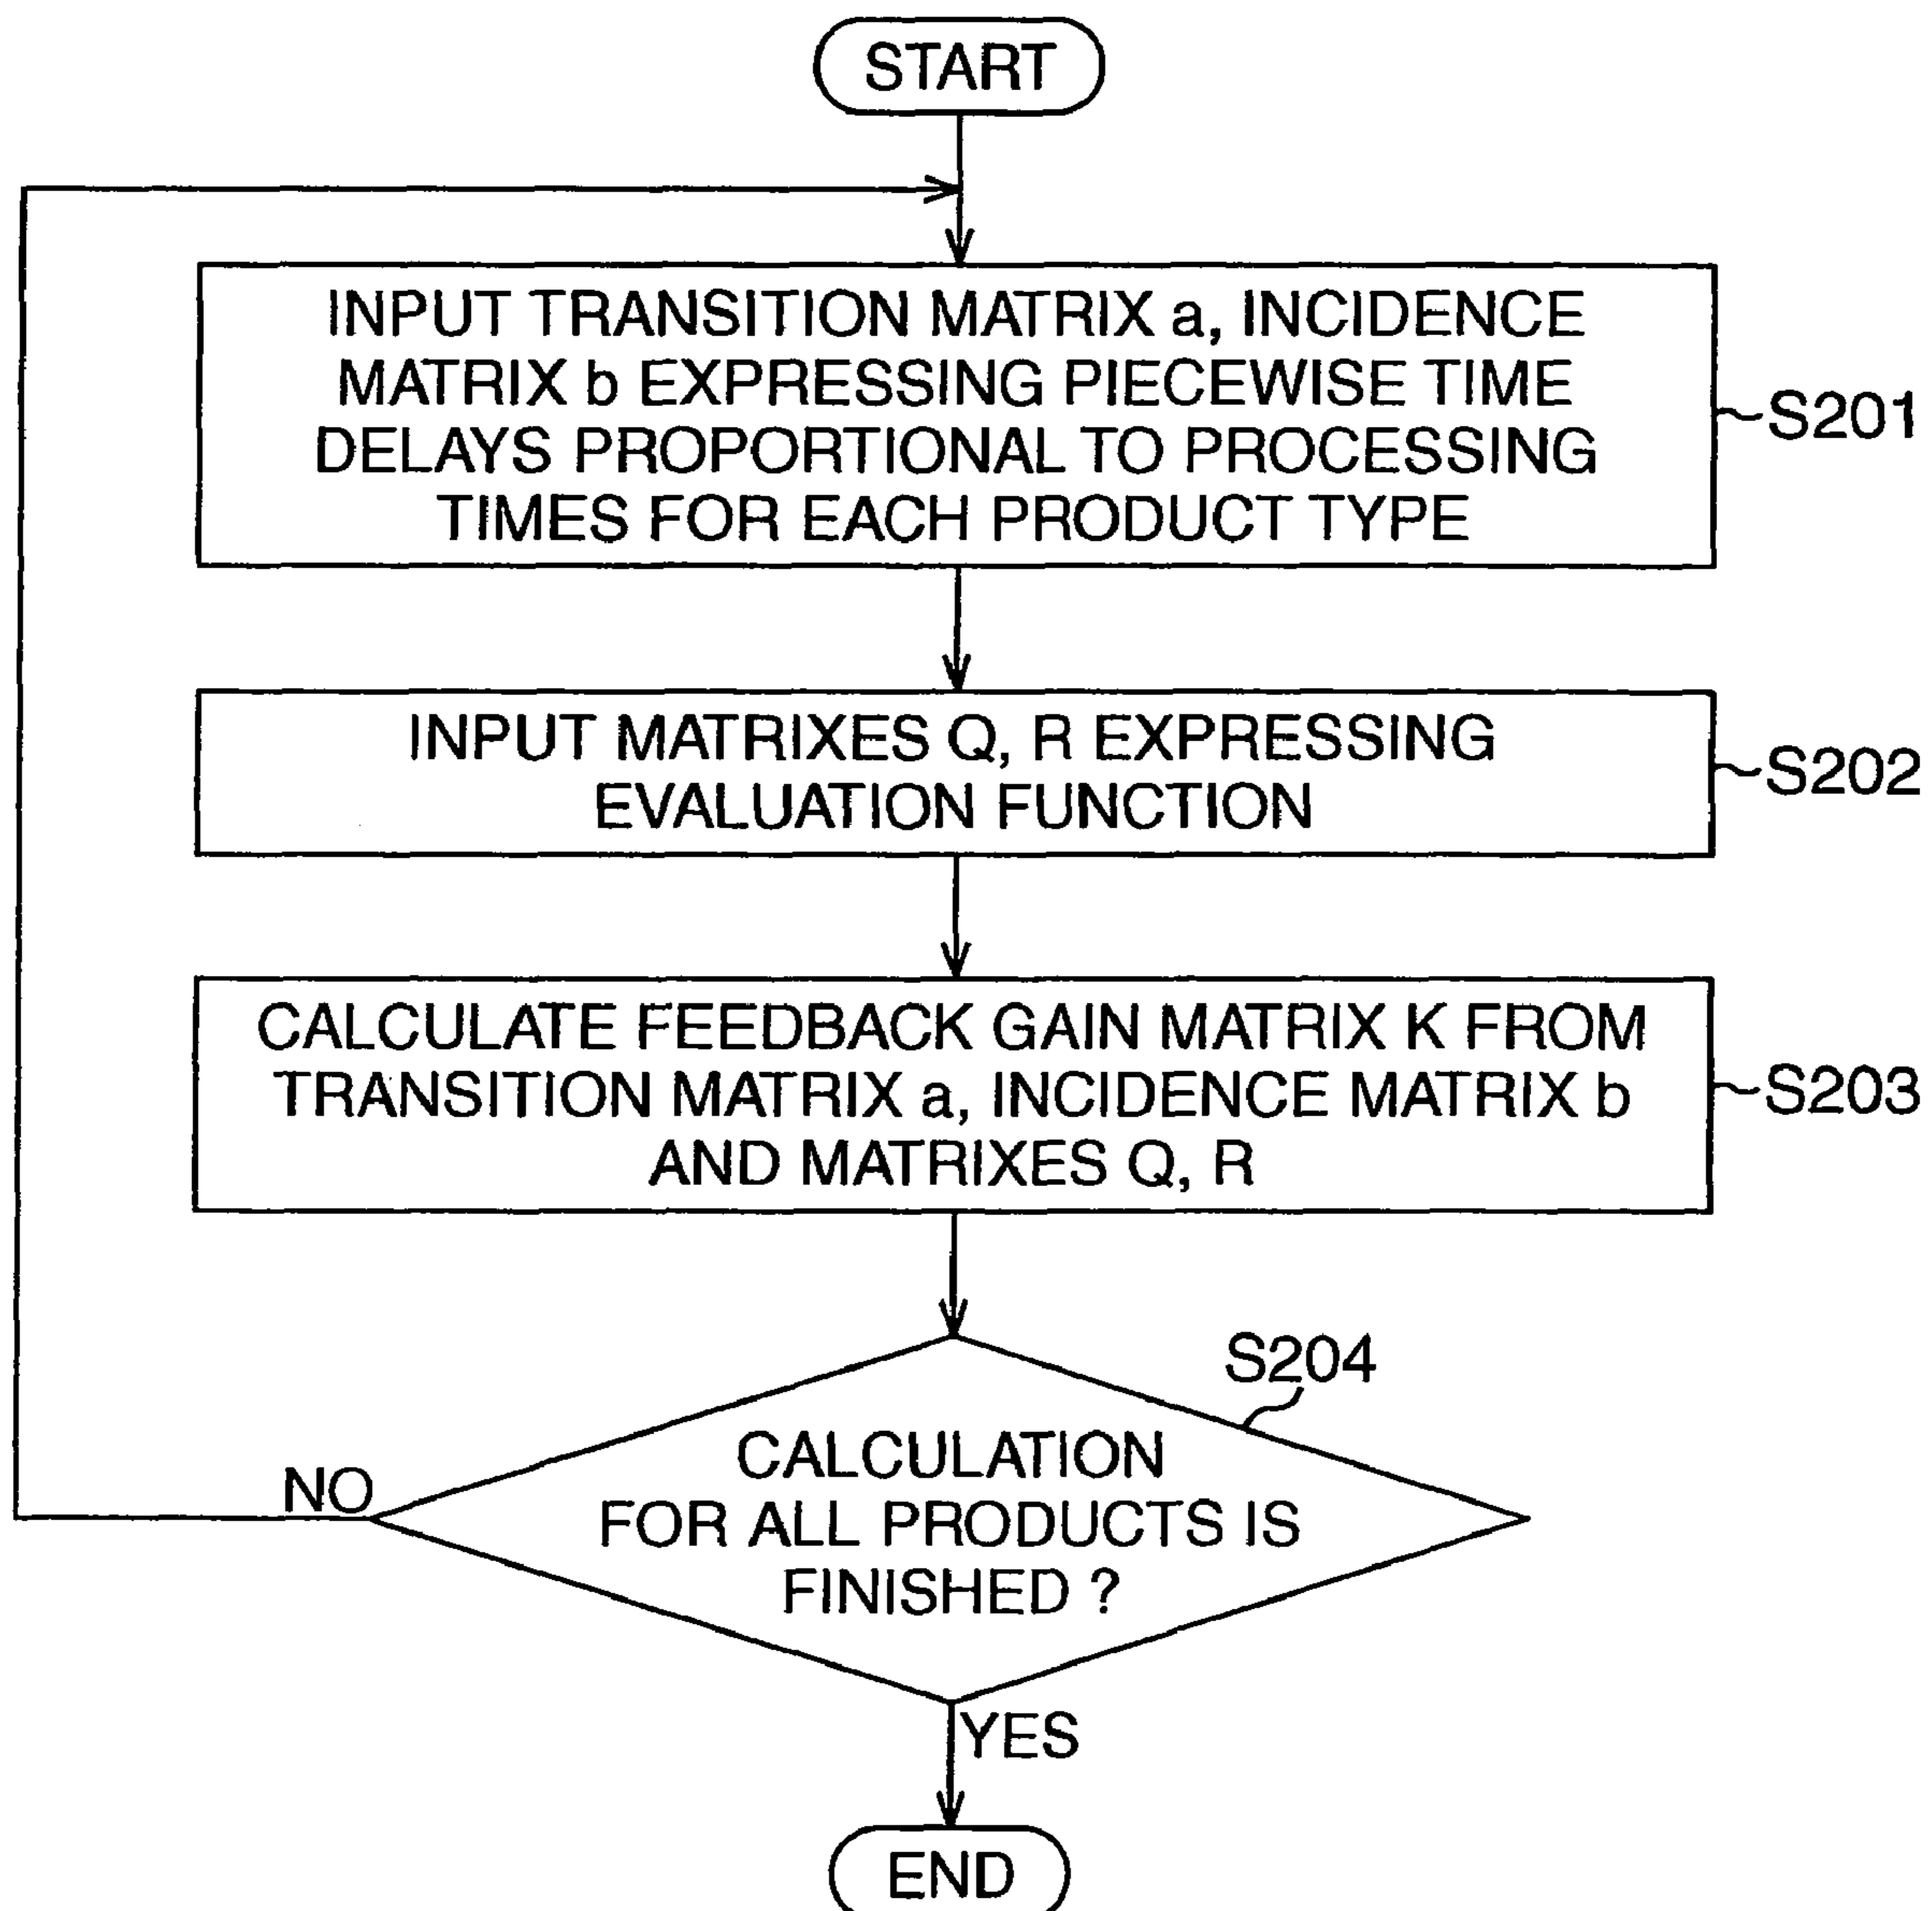 START
INPUT TRANSITION MATRIX a, INCIDENCE
MATRIX b EXPRESSING PIECEWISE TIME
DELAYS PROPORTIONAL TO PROCESSING
TIMES FOR EACH PRODUCT TYPE
S201
INPUT MATRIXES Q, R EXPRESSING
EVALUATION FUNCTION
S202
CALCULATE FEEDBACK GAIN MATRIX K FROM
TRANSITION MATRIX a, INCIDENCE MATRIX b
AND MATRIXES Q, R
S203
S204
CALCULATION
FOR ALL PRODUCTS IS
FINISHED ?
NO
YES
END